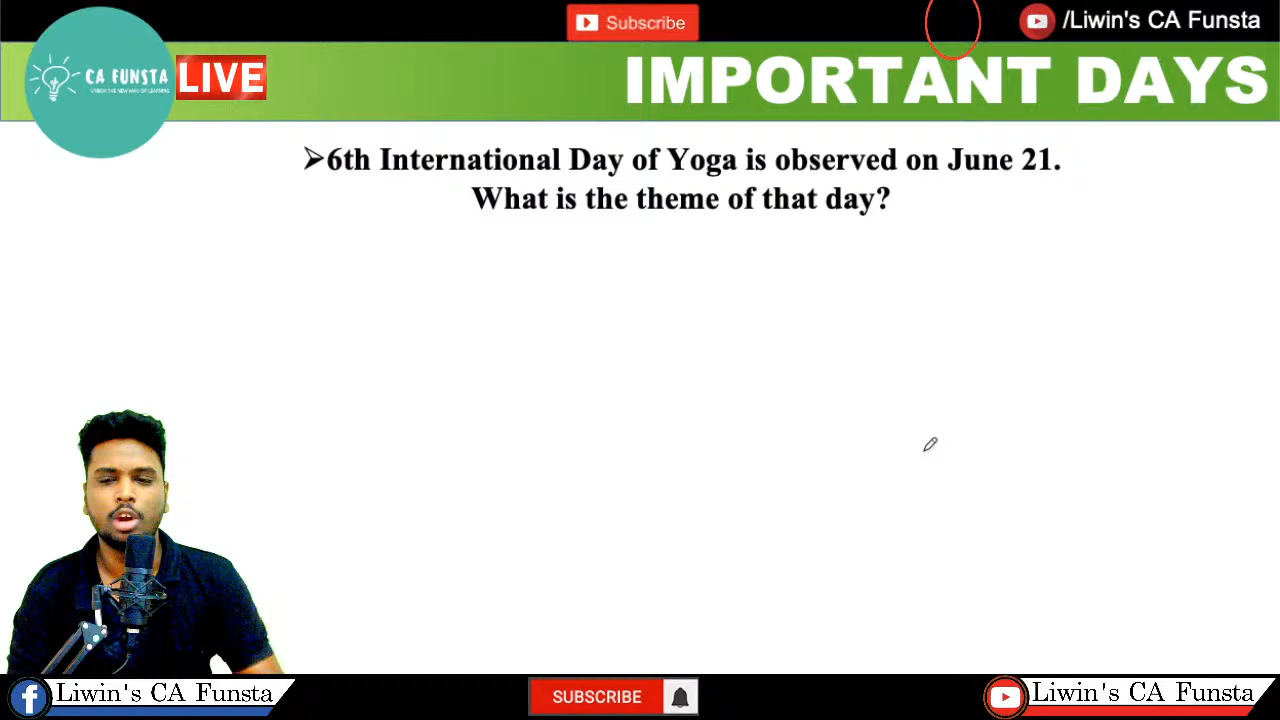 Subscribe
/Liwin's CA Funsta
CA FUNSTA
LIVE
IMPORTANT DAYS
➢6th International Day of Yoga is observed on June 21.
What is the theme of that day?
Liwin's CA Funsta
SUBSCRIBE
Liwin's CA Funsta